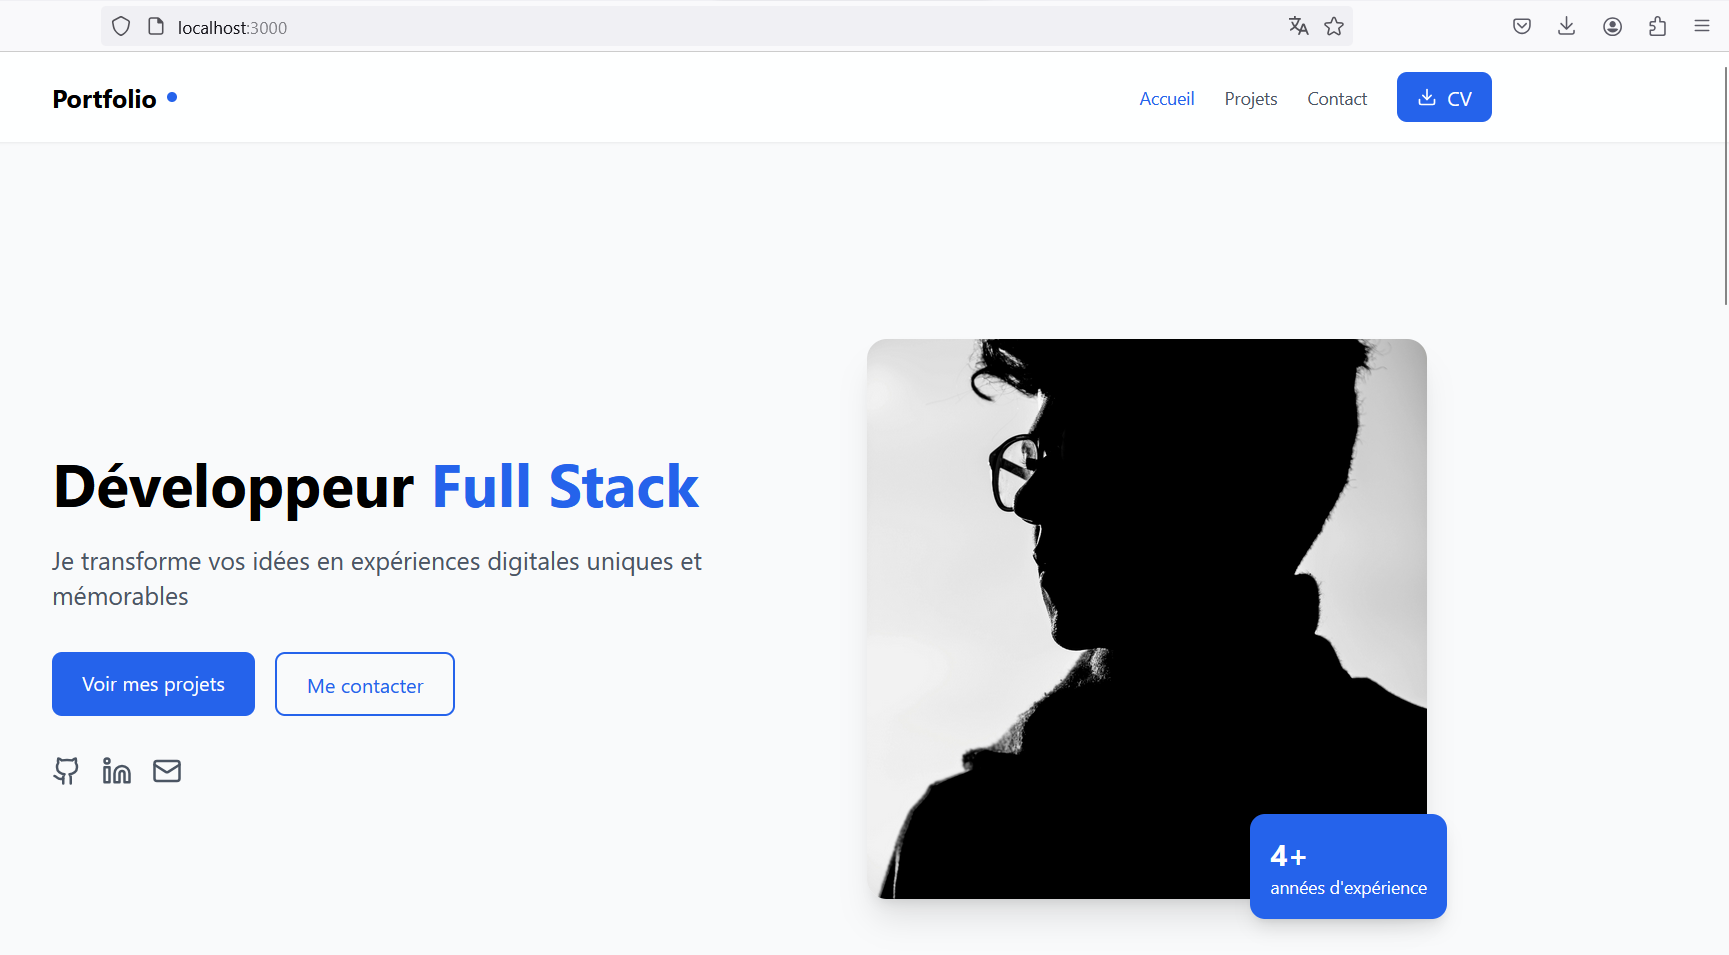 localhost:3000
Portfolio
Accueil Projets Contact CV
Développeur Full Stack
Je transforme vos idées en expériences digitales uniques et
mémorables
Voir mes projets Me contacter
4+
années d'expérience